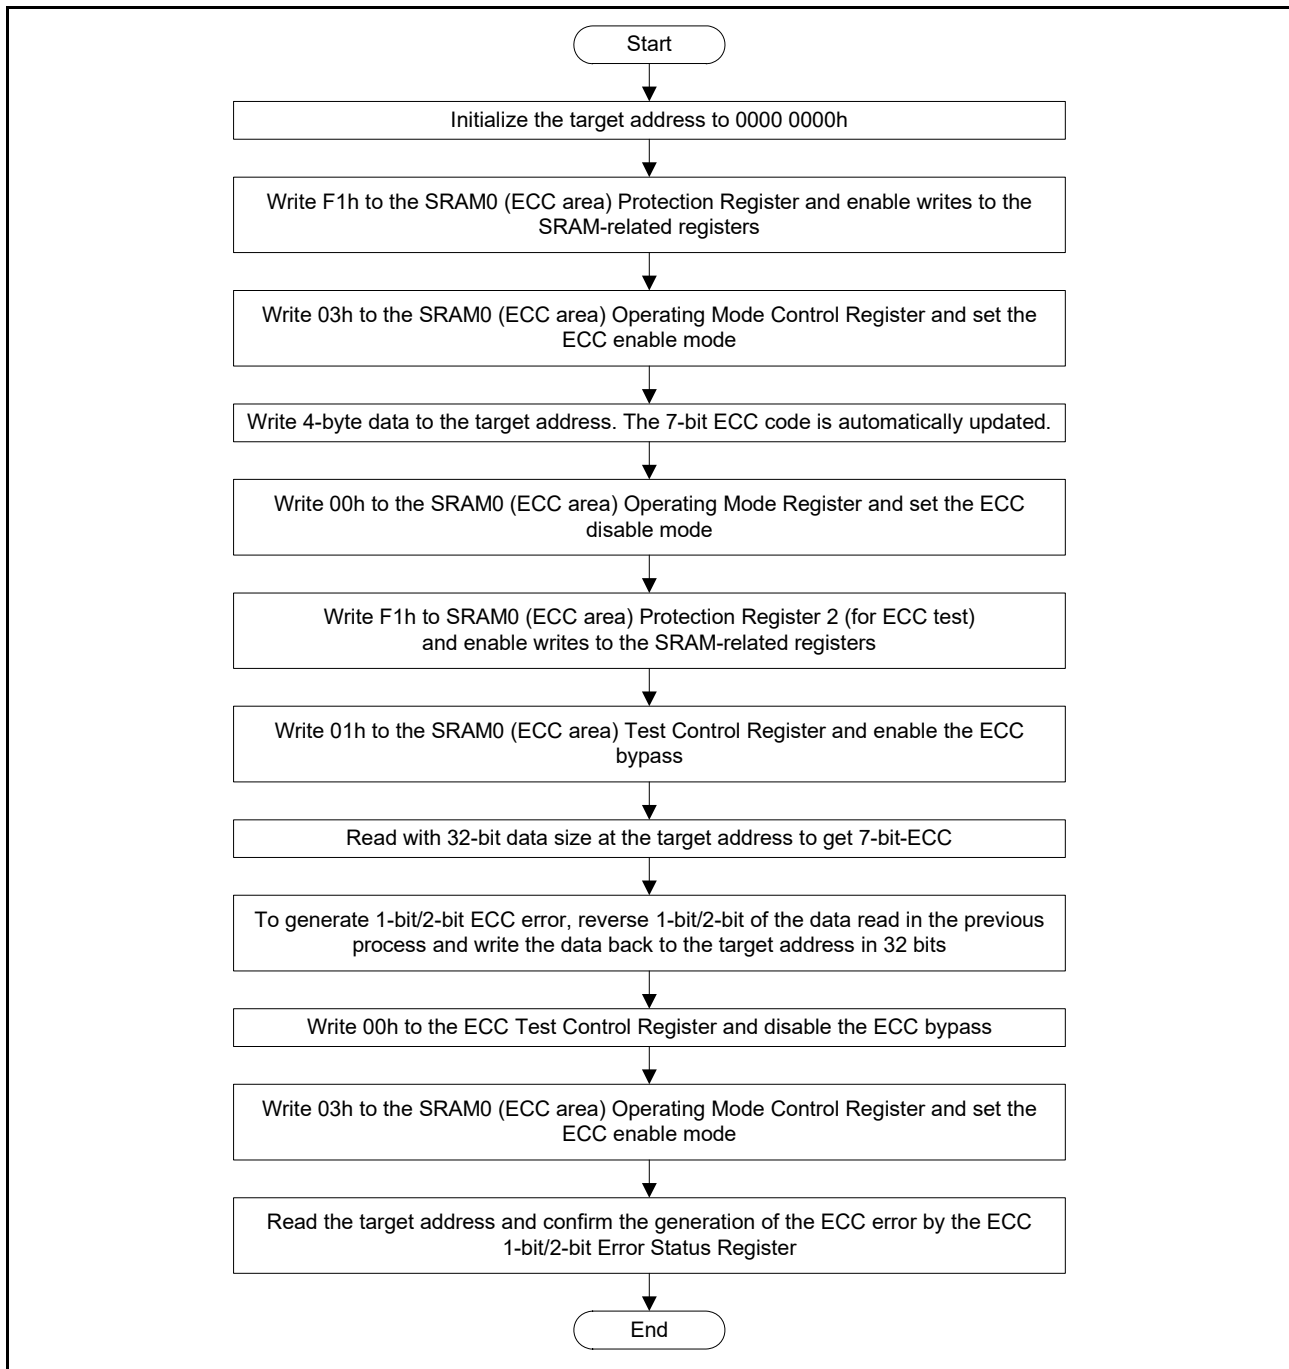 Start
Initialize the target address to 0000 0000h
Write F1h to the SRAM0 (ECC area) Protection Register and enable writes to the
SRAM-related registers
Write 03h to the SRAM0 (ECC area) Operating Mode Control Register and set the
ECC enable mode
Write 4-byte data to the target address. The 7-bit ECC code is automatically updated.
Write 00h to the SRAM0 (ECC area) Operating Mode Register and set the ECC
disable mode
Write F1h to SRAM0 (ECC area) Protection Register 2 (for ECC test)
and enable writes to the SRAM-related registers
Write 01h to the SRAM0 (ECC area) Test Control Register and enable the ECC
bypass
Read with 32-bit data size at the target address to get 7-bit-ECC
To generate 1-bit/2-bit ECC error, reverse 1-bit/2-bit of the data read in the previous
process and write the data back to the target address in 32 bits
Write 00h to the ECC Test Control Register and disable the ECC bypass
Write 03h to the SRAM0 (ECC area) Operating Mode Control Register and set the
ECC enable mode
Read the target address and confirm the generation of the ECC error by the ECC
1-bit/2-bit Error Status Register
End